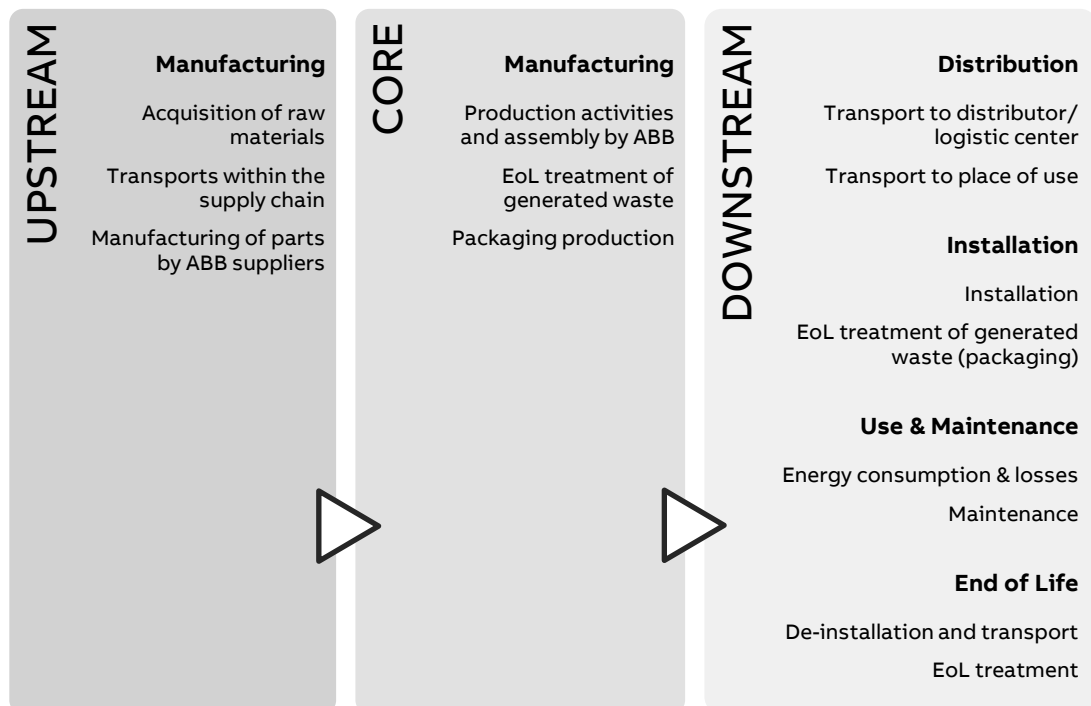 UPSTREAM
Manufacturing
Acquisition of raw
materials
Transports within the
supply chain
Manufacturing of parts
by ABB suppliers
CORE
Manufacturing
Production activities
and assembly by ABB
EoL treatment of
generated waste
Packaging production
DOWNSTREAM
Distribution
Transport to distributor/
logistic center
Transport to place of use
Installation
Installation
EoL treatment of generated
waste (packaging)
Use & Maintenance
Energy consumption & losses
Maintenance
End of Life
De-installation and transport
EoL treatment